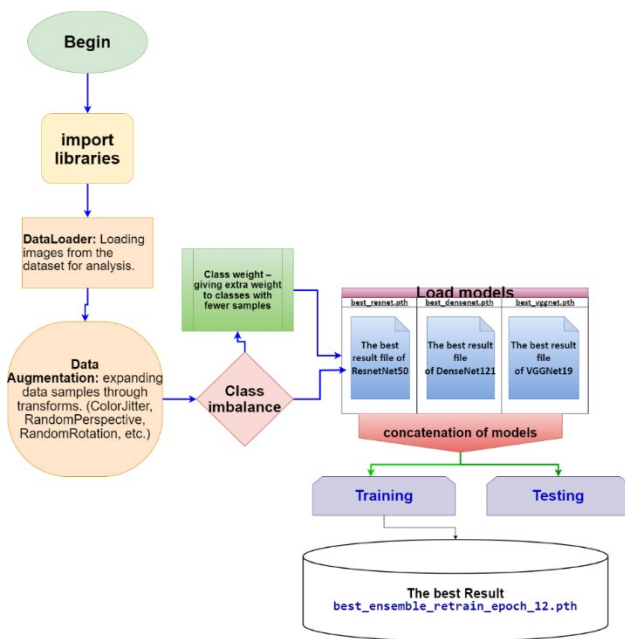 Begin
import
libraries
DataLoader: Loading
images from the
dataset for analysis.
Data
Augmentation: expanding
data samples through
transforms. (ColorJitter,
RandomPerspective,
RandomRotation, etc.)
Class weight –
giving extra weight
to classes with
fewer samples
Class
imbalance
Load models
best_resnet.pth
best_densenet.pth
best_vggnet.pth
The best
result file of
ResnetNet50
The best
result file
of DenseNet121
The best
result file
of VGGNet19
concatenation of models
Training
Testing
The best Result
best_ensemble_retrain_epoch_12.pth